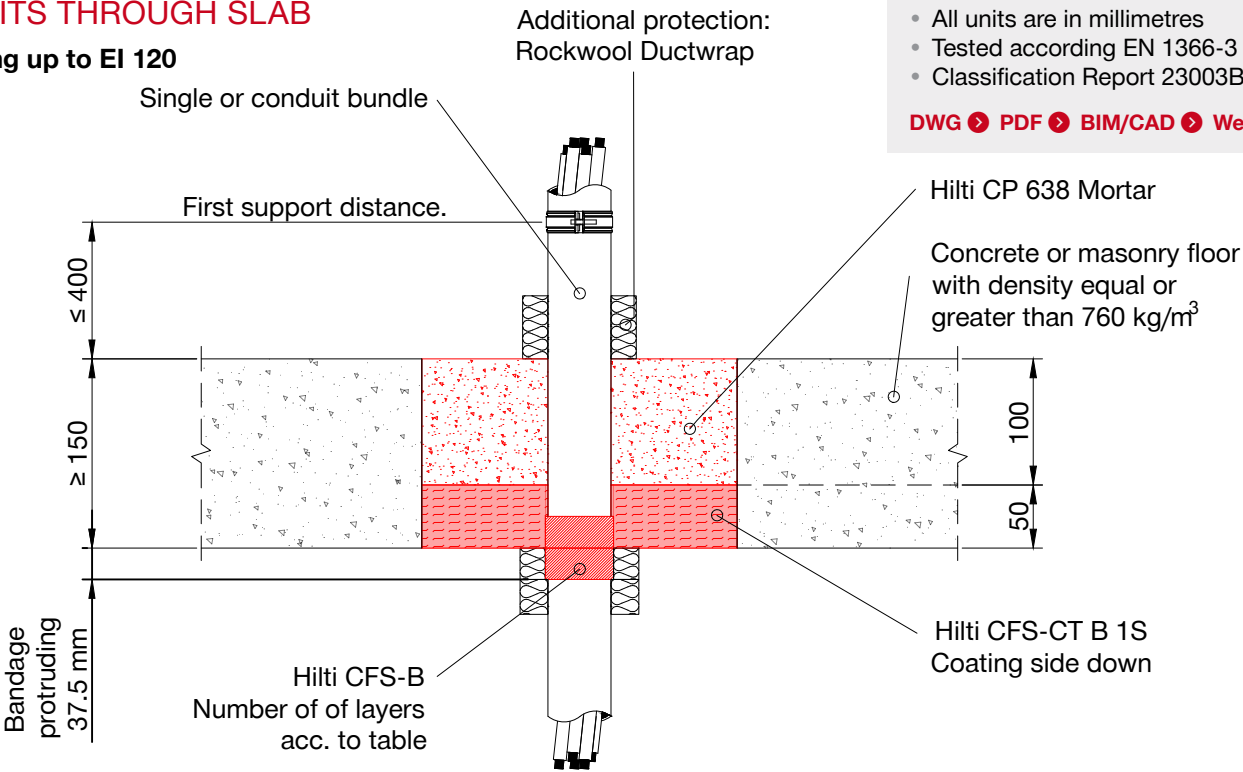 ITS THROUGH SLAB
ng up to EI 120
Additional protection:
Rockwool Ductwrap
• All units are in millimetres
• Tested according EN 1366-3
• Classification Report 23003B
DWG PDF BIM/CAD We
Single or conduit bundle
First support distance.
Hilti CP 638 Mortar
Concrete or masonry floor
with density equal or
greater than 760 kg/m³
≤ 400
≥ 150
100
50
Bandage
protruding
37.5 mm
Hilti CFS-B
Number of of layers
acc. to table
Hilti CFS-CT B 1S
Coating side down